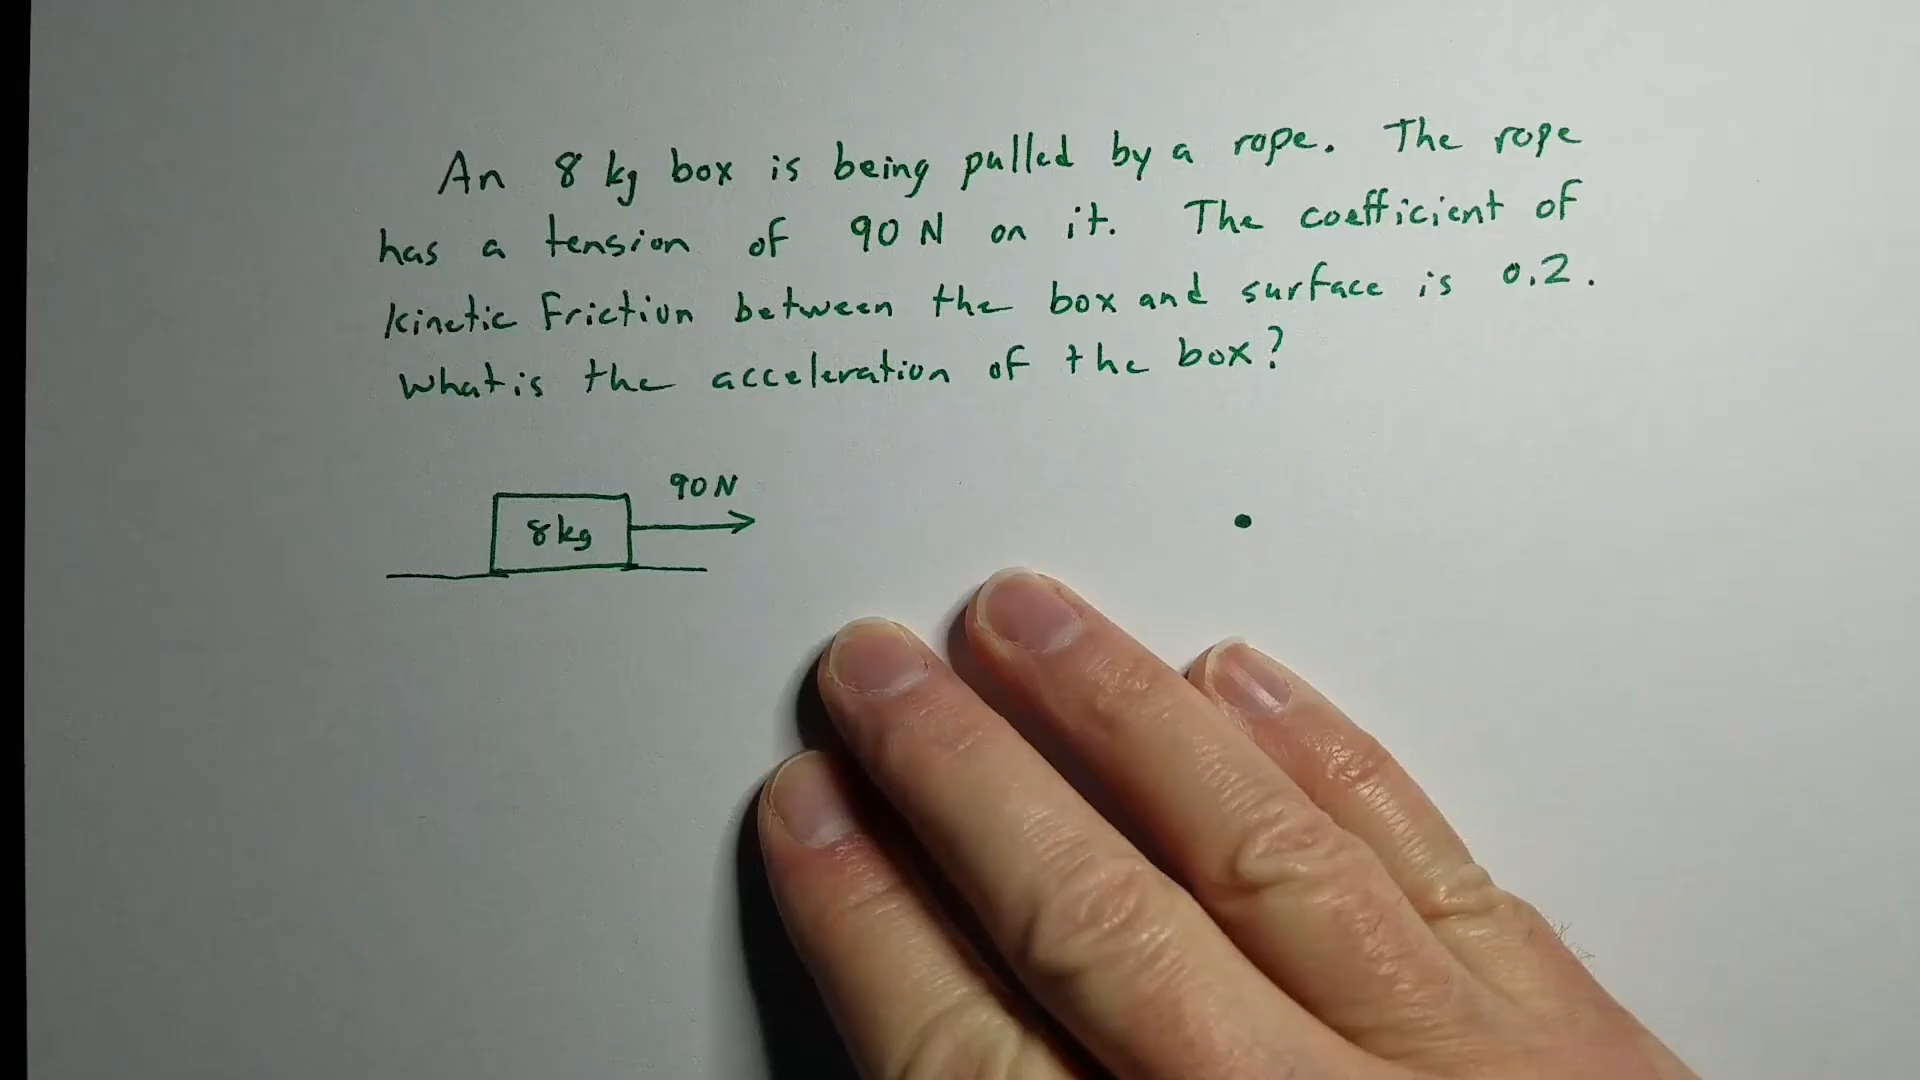 An 8 kg box is being pulled by a rope. The rope
has a tension of 90 N on it. The coefficient of
kinetic friction between the box and surface is 0.2.
What is the acceleration of the box?
90 N
8 kg